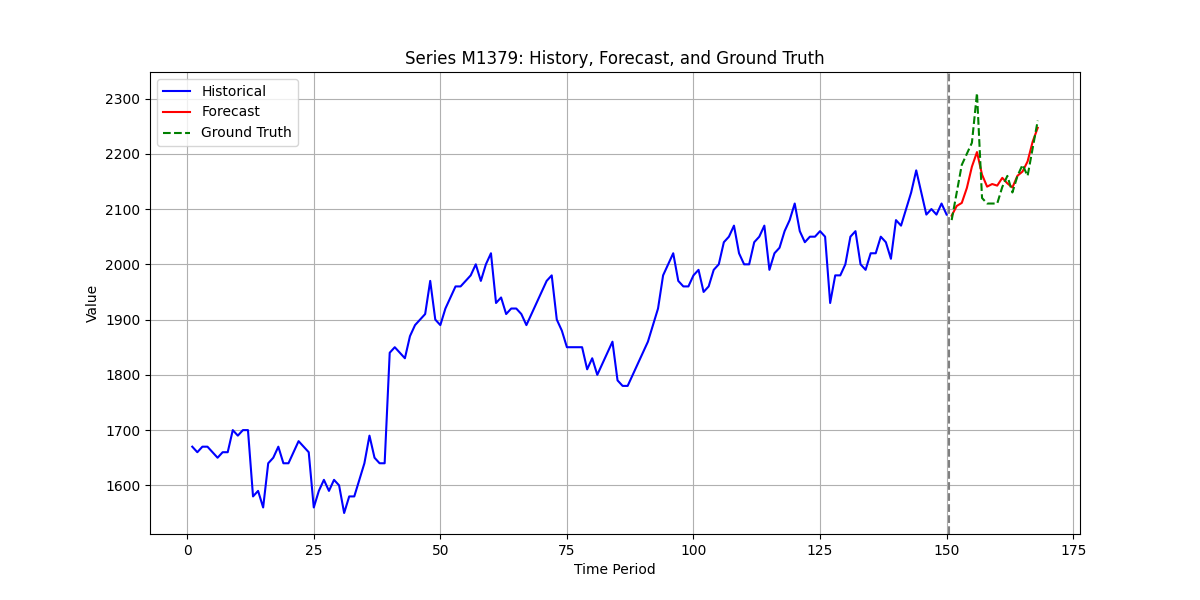 Series M1379: History, Forecast, and Ground Truth
Historical
Forecast
Ground Truth
2300
2200
2100
2000
1900
1800
1700
1600
Value
0 25 50 75 100 125 150 175
Time Period